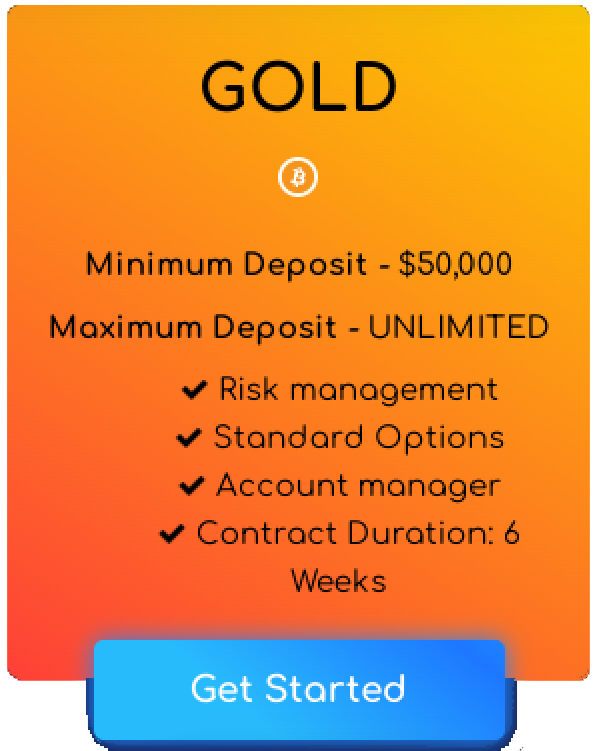 GOLD
Minimum Deposit - $50,000
Maximum Deposit - UNLIMITED
✔ Risk management
✔ Standard Options
✔ Account manager
✔ Contract Duration: 6
Weeks
Get Started